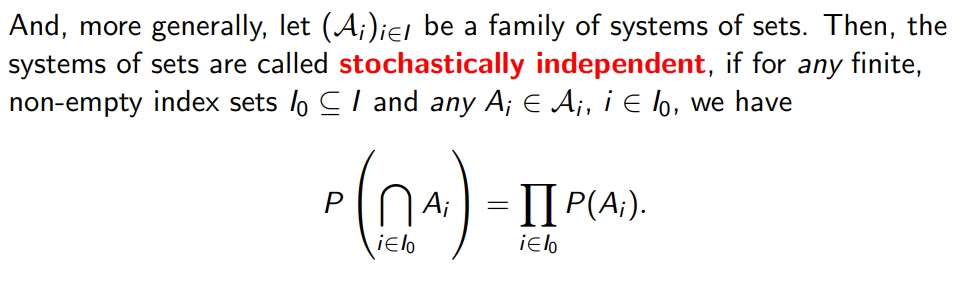 And, more generally, let (𝒜ᵢ)ᵢ∈I be a family of systems of sets. Then, the
systems of sets are called stochastically independent, if for any finite,
non-empty index sets I₀ ⊆ I and any Aᵢ ∈ 𝒜ᵢ, i ∈ I₀, we have
P(⋂_{i∈I₀} Aᵢ) = ∏_{i∈I₀} P(Aᵢ).